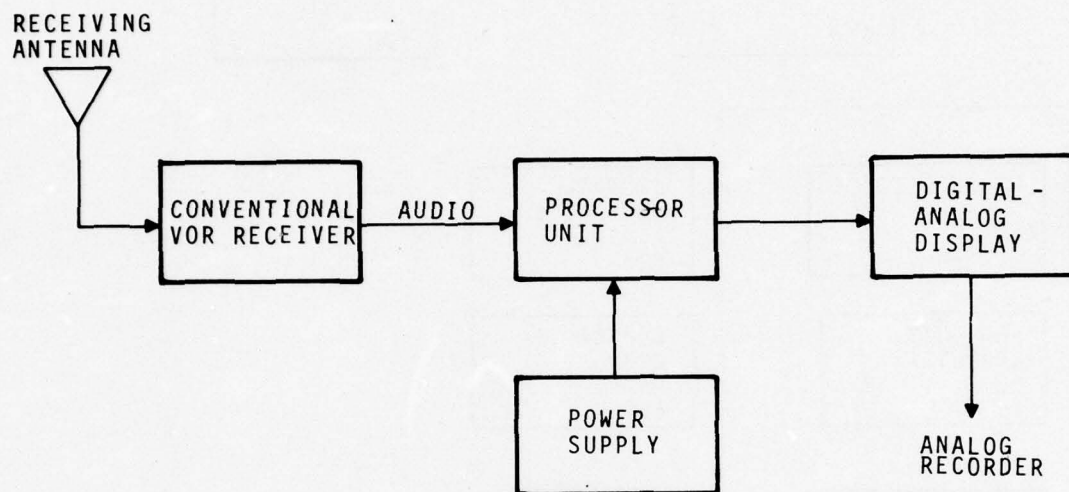 RECEIVING
ANTENNA
CONVENTIONAL
VOR RECEIVER
AUDIO
PROCESSOR
UNIT
DIGITAL-
ANALOG
DISPLAY
POWER
SUPPLY
ANALOG
RECORDER